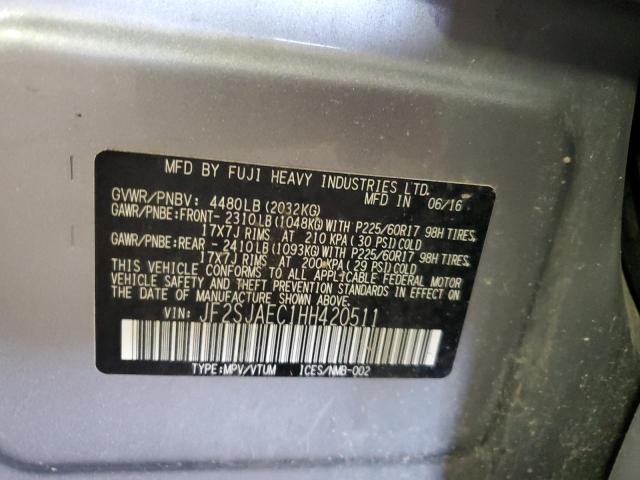 MFD BY FUJI HEAVY INDUSTRIES LTD.
MFD IN 06/16
GVWR/PNBV: 4480LB(2032KG)
GAWR/PNBE:FRONT- 2310LB(1048KG)WITH P225/60R17 98H TIRES,
17X7J RIMS AT 210 KPA(30 PSI)COLD
GAWR/PNBE:REAR - 2410LB(1093KG)WITH P225/60R17 98H TIRES,
17X7J RIMS AT 200 KPA(29 PSI)COLD
THIS VEHICLE CONFORMS TO ALL APPLICABLE FEDERAL MOTOR
VEHICLE SAFETY AND THEFT PREVENTION STANDARDS IN EFFECT ON
THE DATE OF MANUFACTURE SHOWN ABOVE.
VIN: JF2SJAEC1HH420511
TYPE:MPV/VTUM ICES/NMB-002